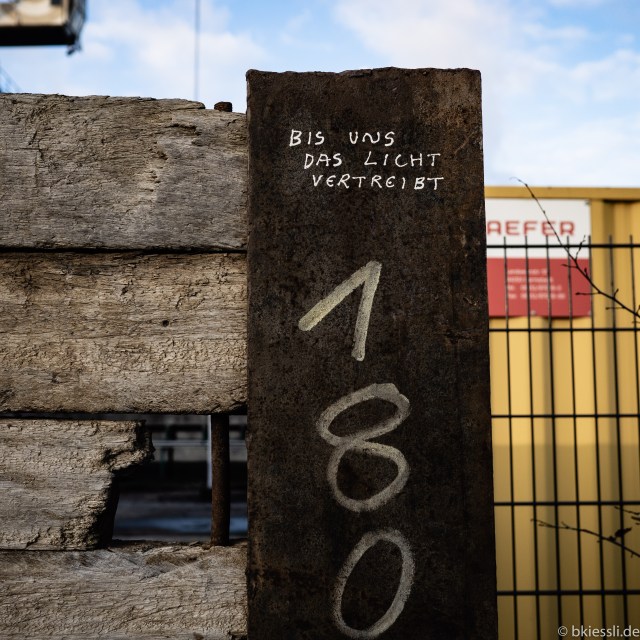 BIS UNS
DAS LICHT
VERTREIBT
1
8
0
AEFER
© bkiessli.de